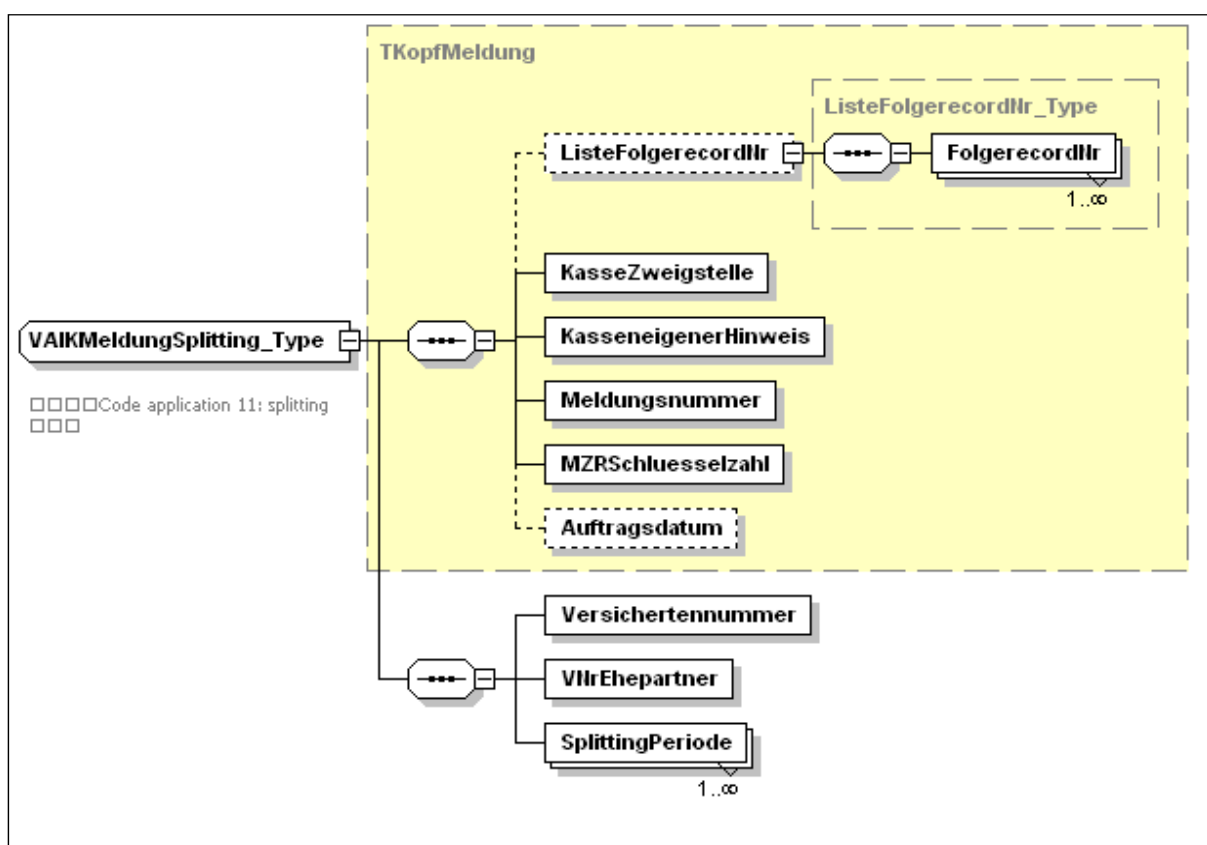 TKopfMeldung
ListeFolgerecordNr_Type
ListeFolgerecordNr
FolgerecordNr
1..∞
KasseZweigstelle
KasseneigenerHinweis
VAIKMeldungSplitting_Type
Meldungsnummer
□□□□Code application 11: splitting
□□□
MZRSchluesselzahl
Auftragsdatum
Versichertennummer
VNrEhepartner
SplittingPeriode
1..∞